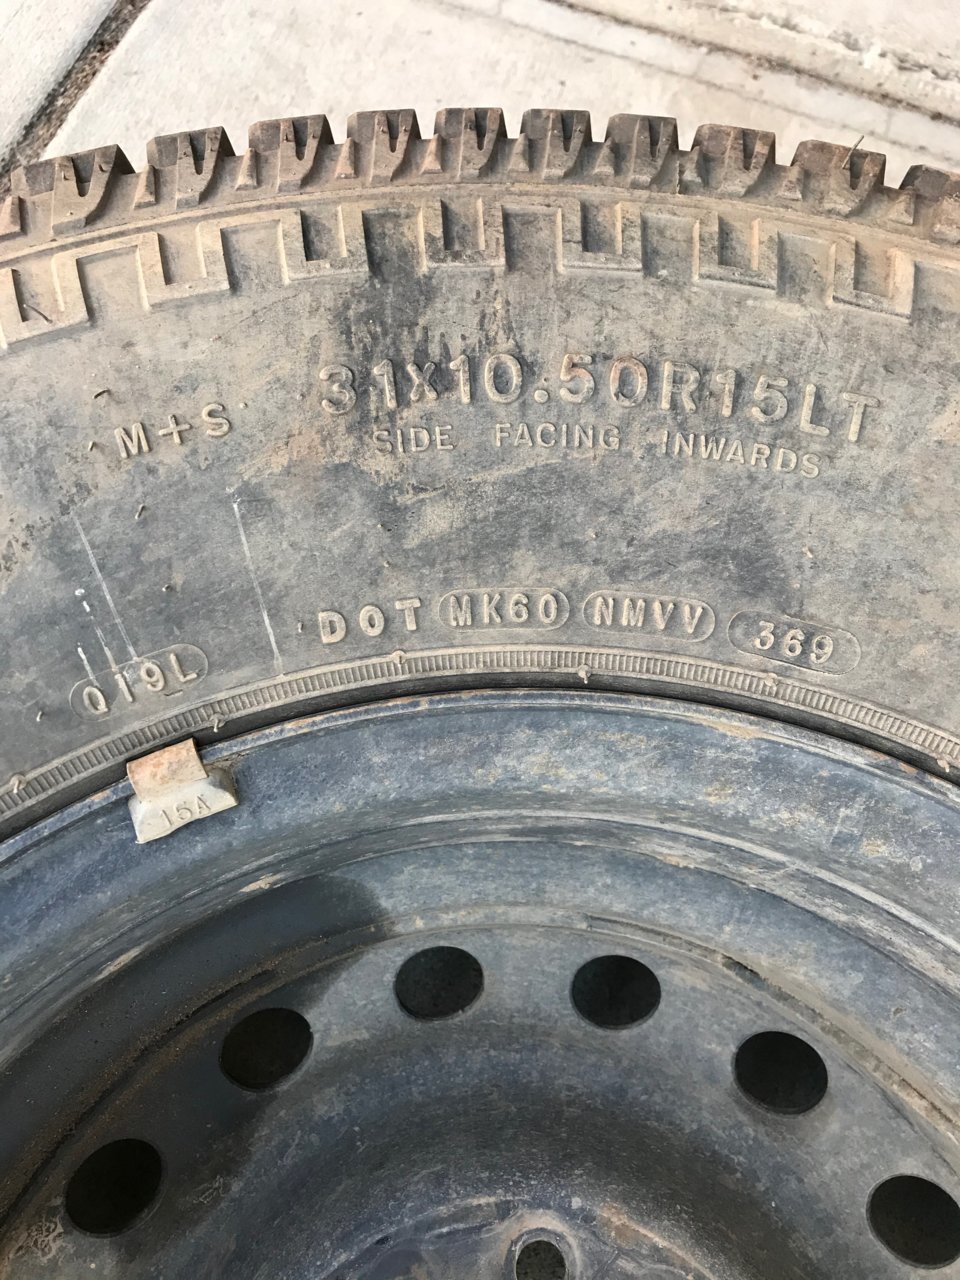 31x10.50R15LT
M+S
SIDE FACING INWARDS
DOT MK60 NMVV 369
Q19L
15A